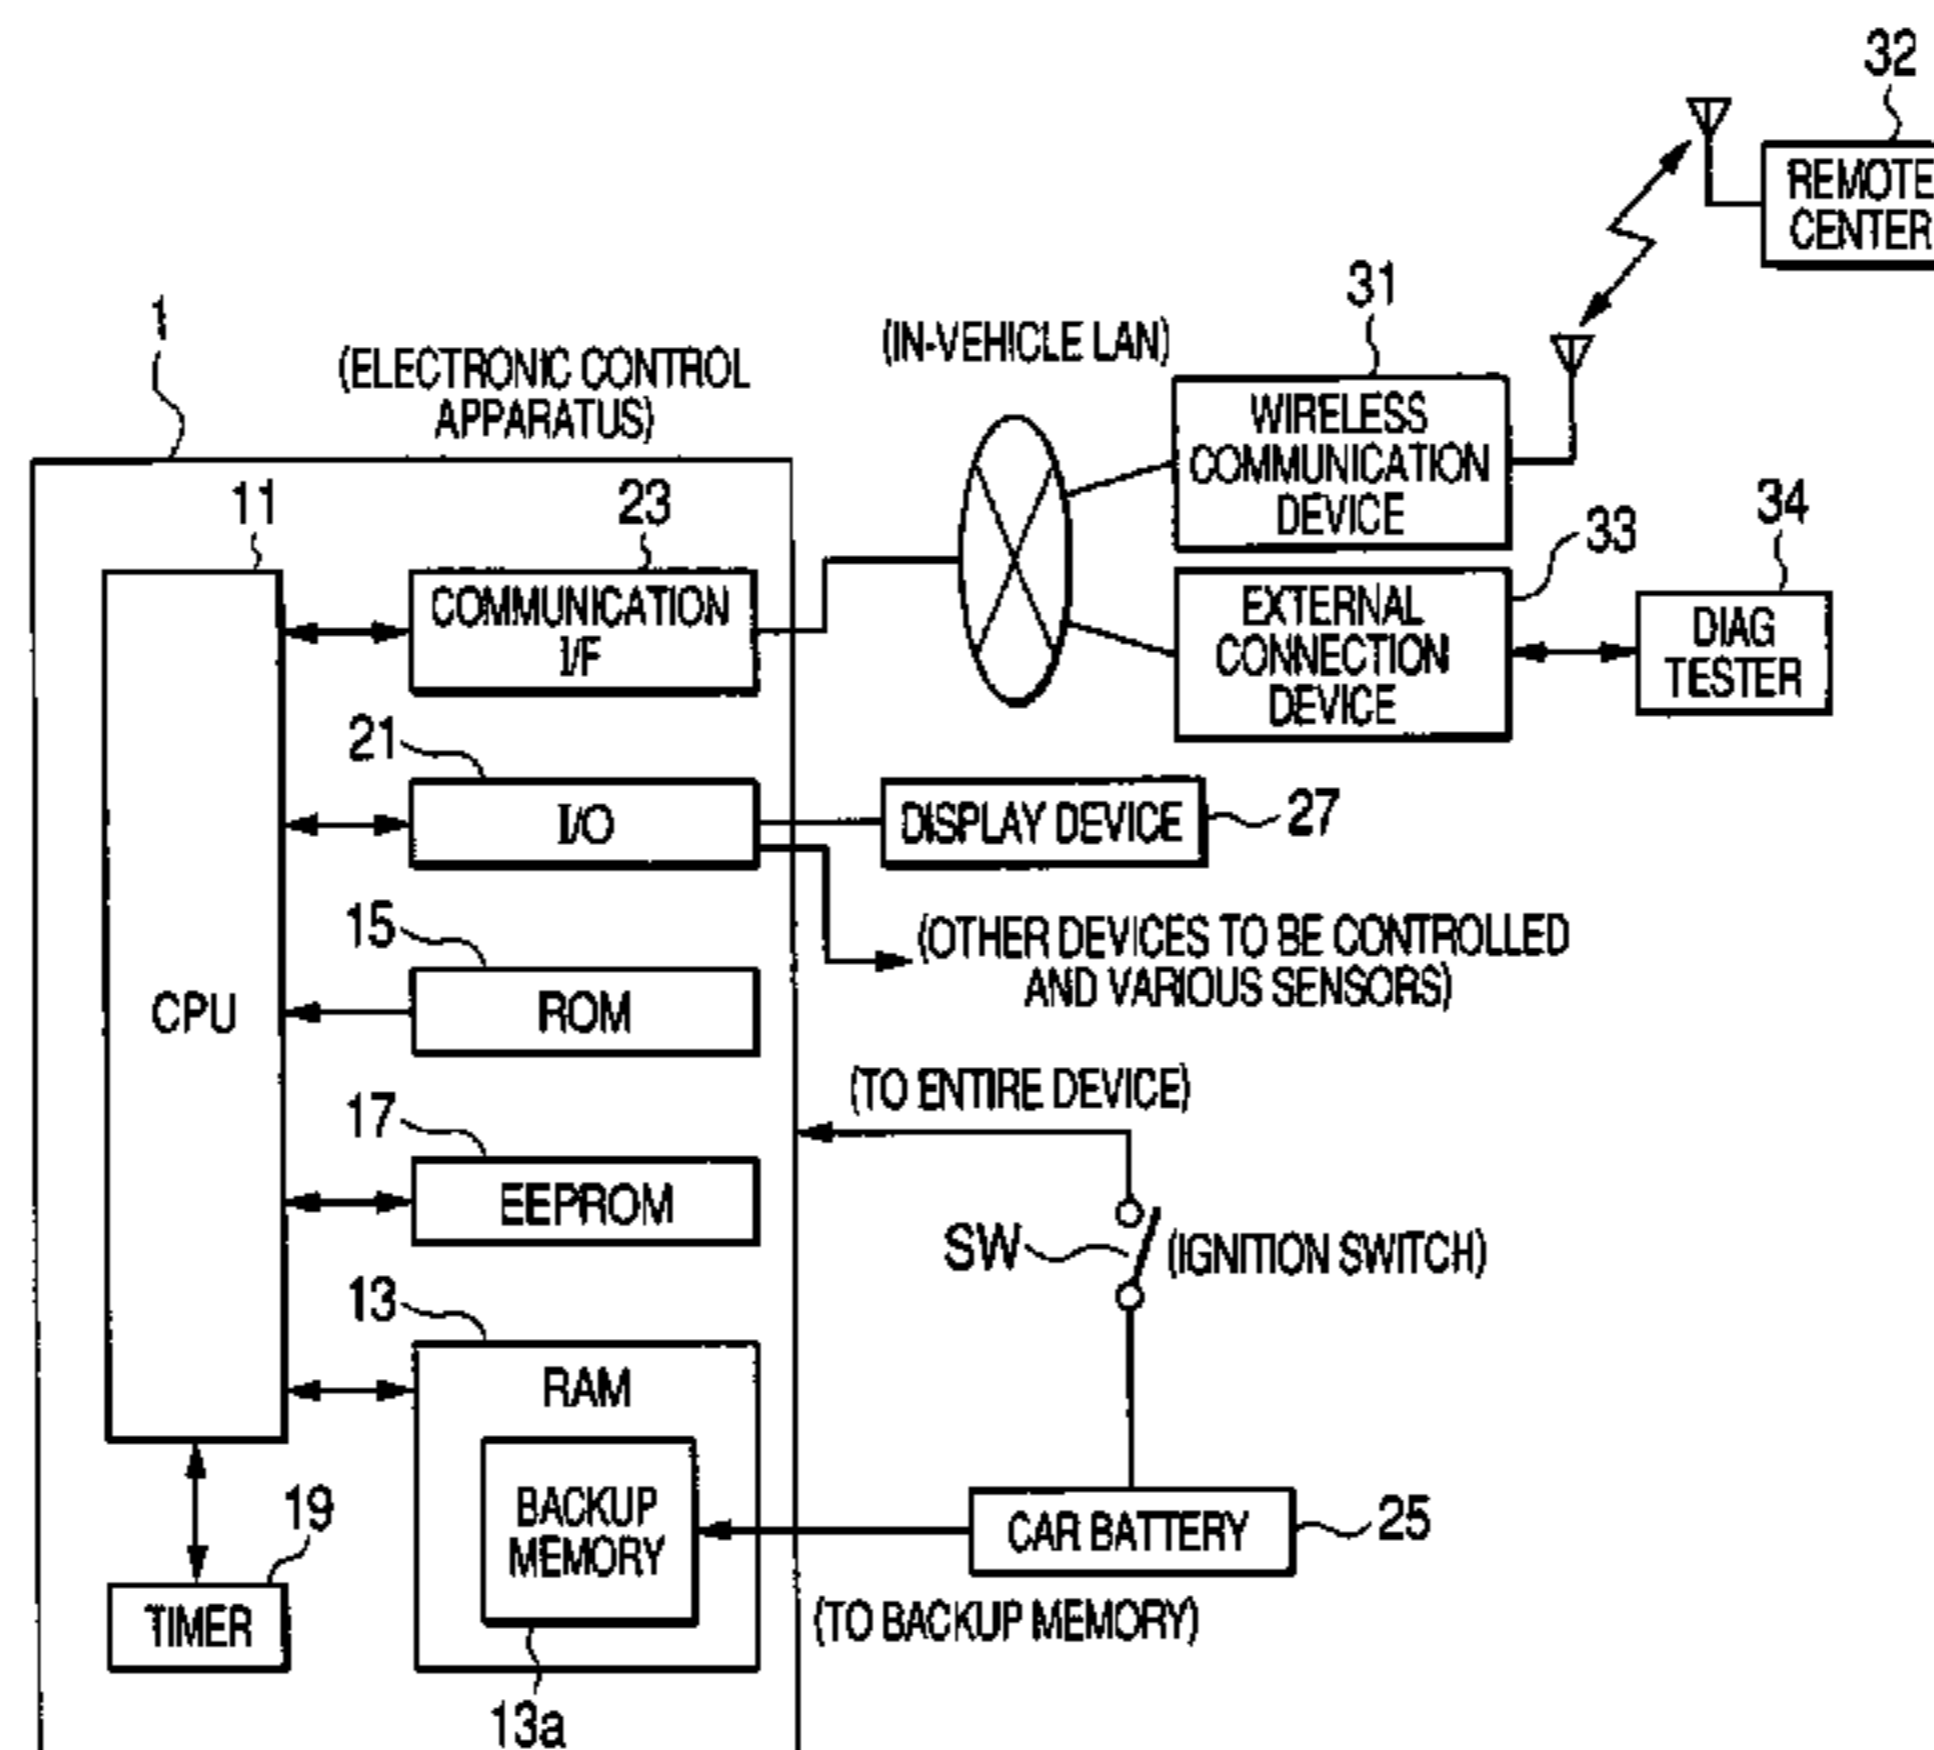 32
REMOTE
CENTER
31
(IN-VEHICLE LAN)
1
(ELECTRONIC CONTROL
APPARATUS)
WIRELESS
COMMUNICATION
DEVICE
11
23
33
34
COMMUNICATION
I/F
EXTERNAL
CONNECTION
DEVICE
DIAG
TESTER
21
I/O
DISPLAY DEVICE
27
15
(OTHER DEVICES TO BE CONTROLLED
AND VARIOUS SENSORS)
CPU
ROM
(TO ENTIRE DEVICE)
17
EEPROM
SW
(IGNITION SWITCH)
13
RAM
BACKUP
MEMORY
CAR BATTERY
25
19
TIMER
(TO BACKUP MEMORY)
13a